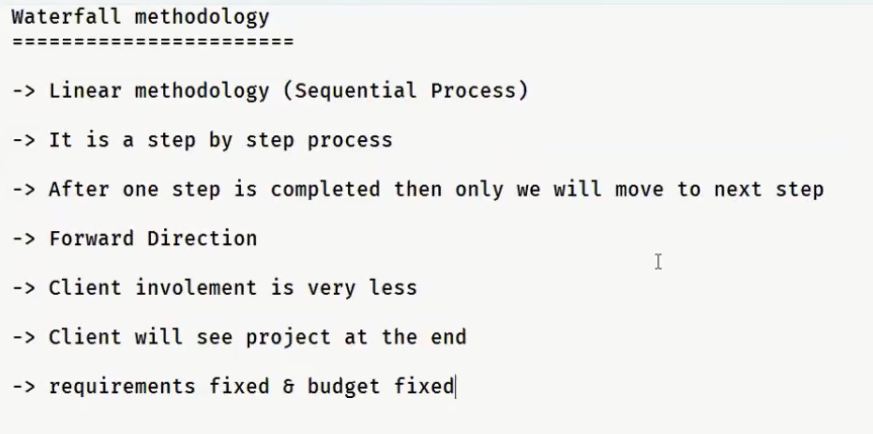 Waterfall methodology
=======================
-> Linear methodology (Sequential Process)
-> It is a step by step process
-> After one step is completed then only we will move to next step
-> Forward Direction
-> Client involement is very less
-> Client will see project at the end
-> requirements fixed & budget fixed